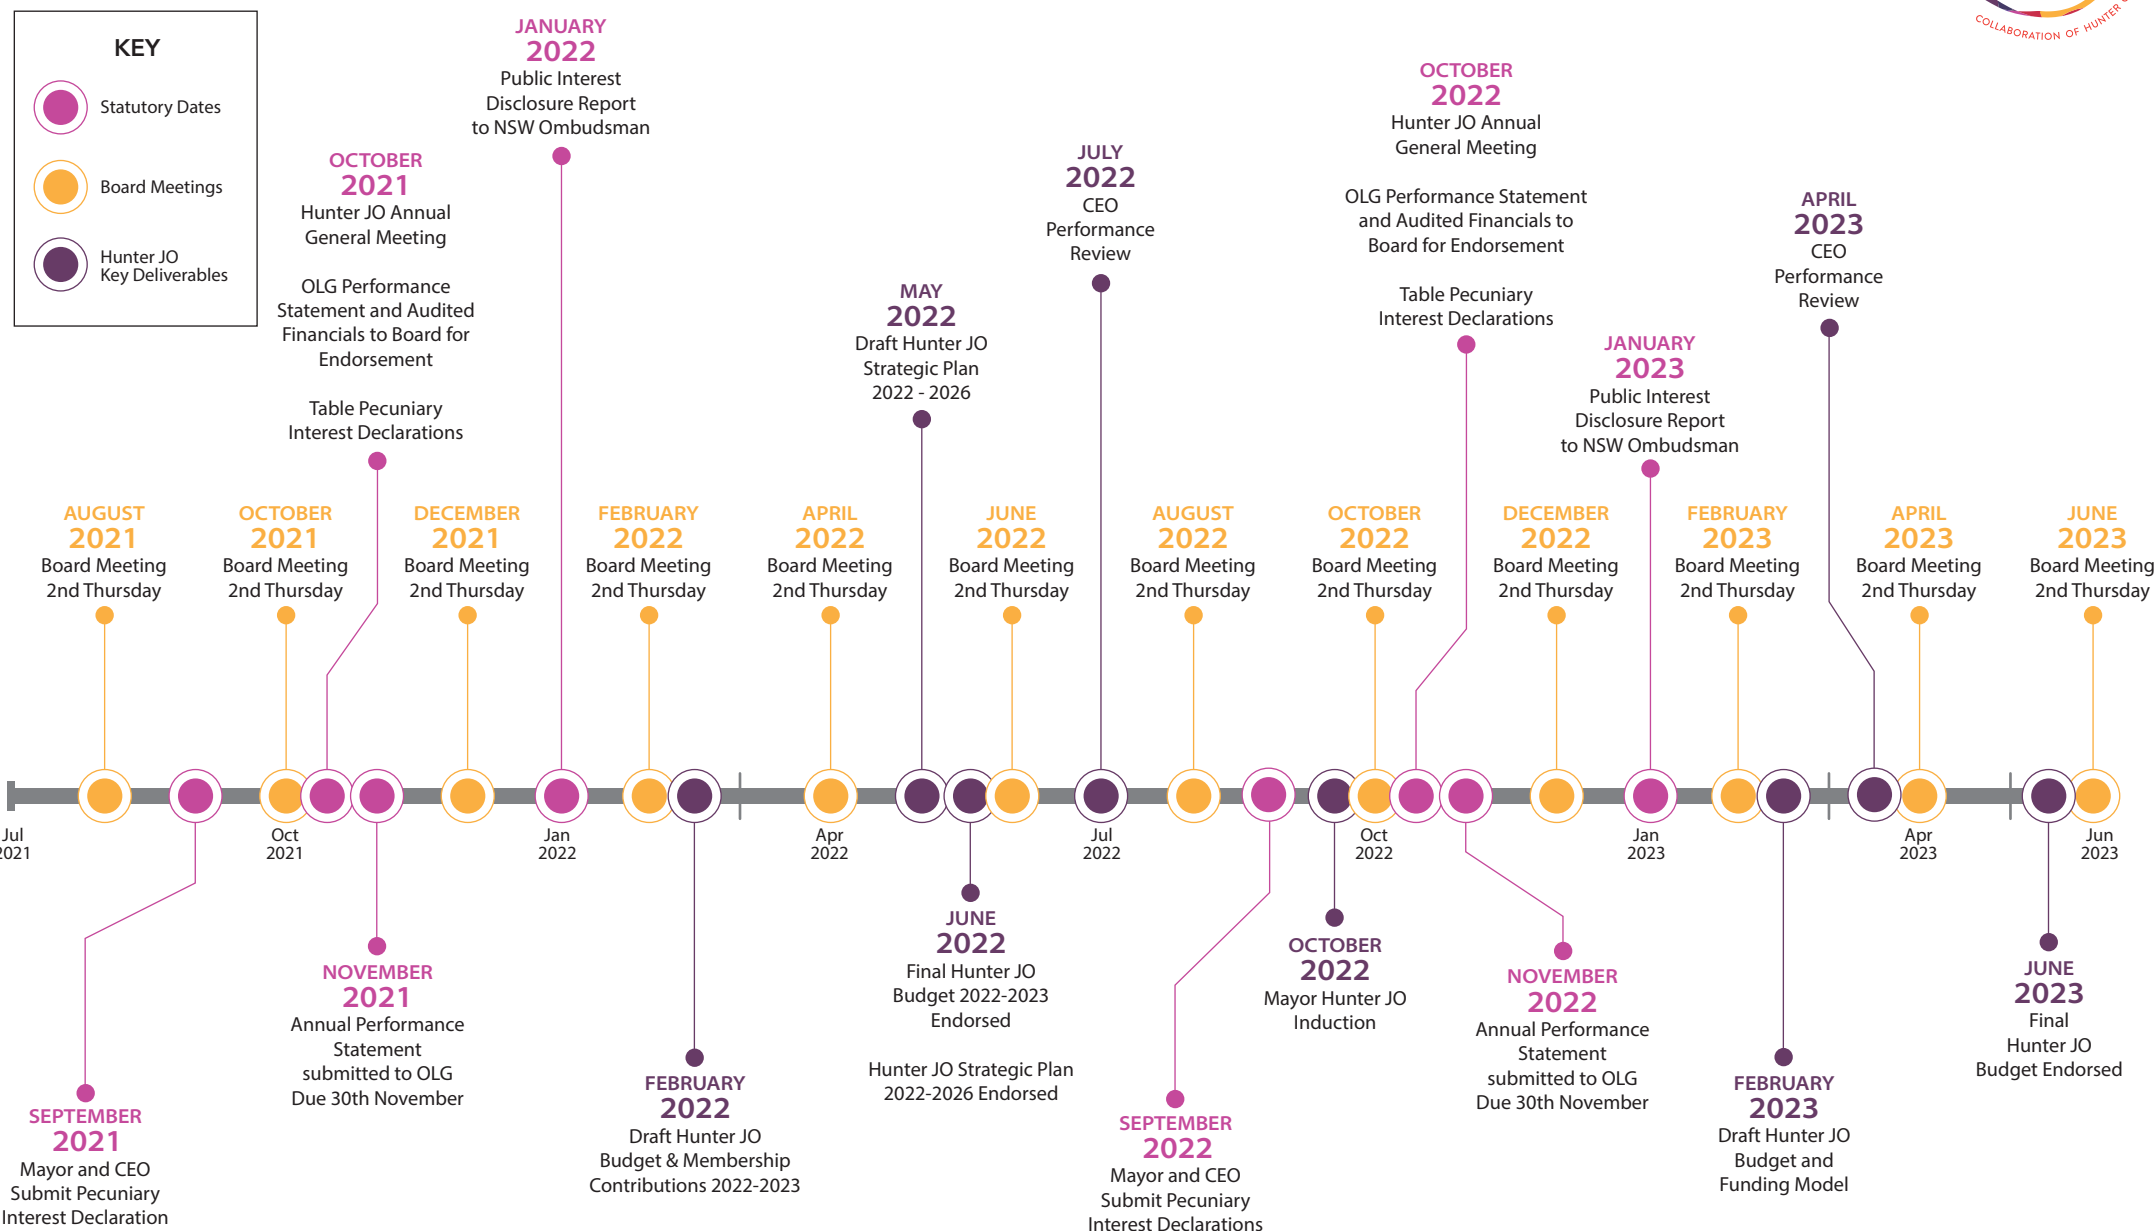 COLLABORATION OF HUNTER
KEY
Statutory Dates
Board Meetings
Hunter JO
Key Deliverables
JANUARY
2022
Public Interest
Disclosure Report
to NSW Ombudsman
OCTOBER
2021
Hunter JO Annual
General Meeting
OLG Performance
Statement and Audited
Financials to Board for
Endorsement
Table Pecuniary
Interest Declarations
MAY
2022
Draft Hunter JO
Strategic Plan
2022 - 2026
JULY
2022
CEO
Performance
Review
OCTOBER
2022
Hunter JO Annual
General Meeting
OLG Performance Statement
and Audited Financials to
Board for Endorsement
Table Pecuniary
Interest Declarations
JANUARY
2023
Public Interest
Disclosure Report
to NSW Ombudsman
APRIL
2023
CEO
Performance
Review
AUGUST
2021
Board Meeting
2nd Thursday
OCTOBER
2021
Board Meeting
2nd Thursday
DECEMBER
2021
Board Meeting
2nd Thursday
FEBRUARY
2022
Board Meeting
2nd Thursday
APRIL
2022
Board Meeting
2nd Thursday
JUNE
2022
Board Meeting
2nd Thursday
AUGUST
2022
Board Meeting
2nd Thursday
OCTOBER
2022
Board Meeting
2nd Thursday
DECEMBER
2022
Board Meeting
2nd Thursday
FEBRUARY
2023
Board Meeting
2nd Thursday
APRIL
2023
Board Meeting
2nd Thursday
JUNE
2023
Board Meeting
2nd Thursday
Jul
2021
Oct
2021
Jan
2022
Apr
2022
Jul
2022
Oct
2022
Jan
2023
Apr
2023
Jun
2023
SEPTEMBER
2021
Mayor and CEO
Submit Pecuniary
Interest Declaration
NOVEMBER
2021
Annual Performance
Statement
submitted to OLG
Due 30th November
FEBRUARY
2022
Draft Hunter JO
Budget & Membership
Contributions 2022-2023
JUNE
2022
Final Hunter JO
Budget 2022-2023
Endorsed
Hunter JO Strategic Plan
2022-2026 Endorsed
SEPTEMBER
2022
Mayor and CEO
Submit Pecuniary
Interest Declarations
OCTOBER
2022
Mayor Hunter JO
Induction
NOVEMBER
2022
Annual Performance
Statement
submitted to OLG
Due 30th November
FEBRUARY
2023
Draft Hunter JO
Budget and
Funding Model
JUNE
2023
Final
Hunter JO
Budget Endorsed